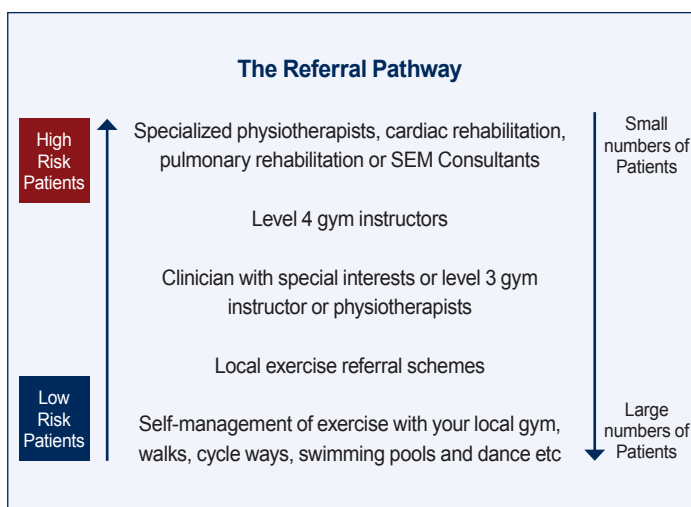 The Referral Pathway
High
Risk
Patients
Specialized physiotherapists, cardiac rehabilitation,
pulmonary rehabilitation or SEM Consultants
Small
numbers of
Patients
Level 4 gym instructors
Clinician with special interests or level 3 gym
instructor or physiotherapists
Local exercise referral schemes
Low
Risk
Patients
Self-management of exercise with your local gym,
walks, cycle ways, swimming pools and dance etc
Large
numbers of
Patients